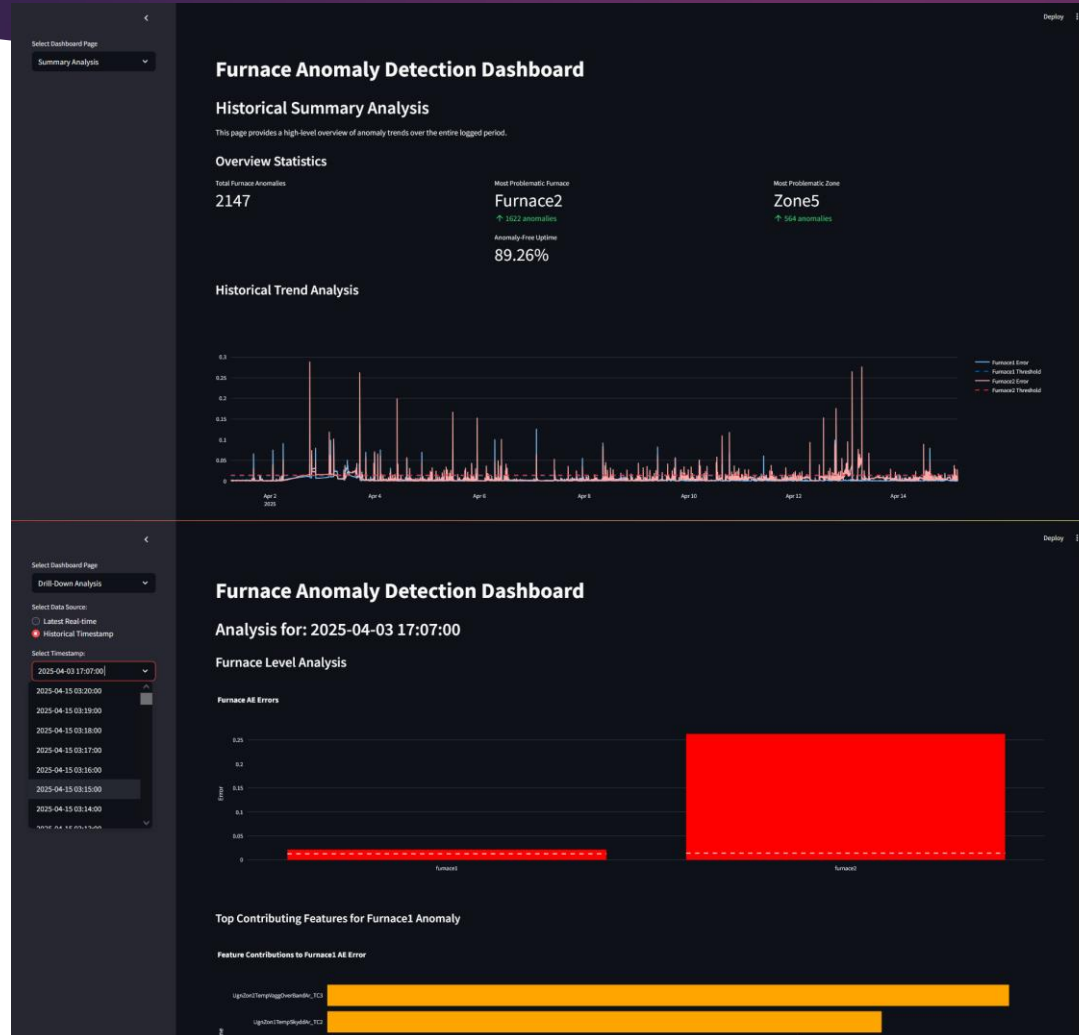 Deploy
Select Dashboard Page
Summary Analysis
Furnace Anomaly Detection Dashboard
Historical Summary Analysis
This page provides a high-level overview of anomaly trends over the entire logged period.
Overview Statistics
Total Furnace Anomalies
2147
Most Problematic Furnace
Furnace2
↑ 1622 anomalies
Most Problematic Zone
Zone5
↑ 564 anomalies
Anomaly-Free Uptime
89.26%
Historical Trend Analysis
0.3
0.25
0.2
0.15
0.1
0.05
0
Apr 2
2025
Apr 4
Apr 6
Apr 8
Apr 10
Apr 12
Apr 14
Furnace1 Error
Furnace1 Threshold
Furnace2 Error
Furnace2 Threshold
Deploy
Select Dashboard Page
Drill-Down Analysis
Select Data Source:
Latest Real-time
Historical Timestamp
Select Timestamp:
2025-04-03 17:07:00
2025-04-15 03:20:00
2025-04-15 03:19:00
2025-04-15 03:18:00
2025-04-15 03:17:00
2025-04-15 03:16:00
2025-04-15 03:15:00
2025-04-15 03:14:00
Furnace Anomaly Detection Dashboard
Analysis for: 2025-04-03 17:07:00
Furnace Level Analysis
Furnace AE Errors
Error
0.25
0.2
0.15
0.1
0.05
0
furnace1
furnace2
Top Contributing Features for Furnace1 Anomaly
Feature Contributions to Furnace1 AE Error
UgnZon1TempVaggOverBandAr_TC1
UgnZon1TempSkyddAr_TC2